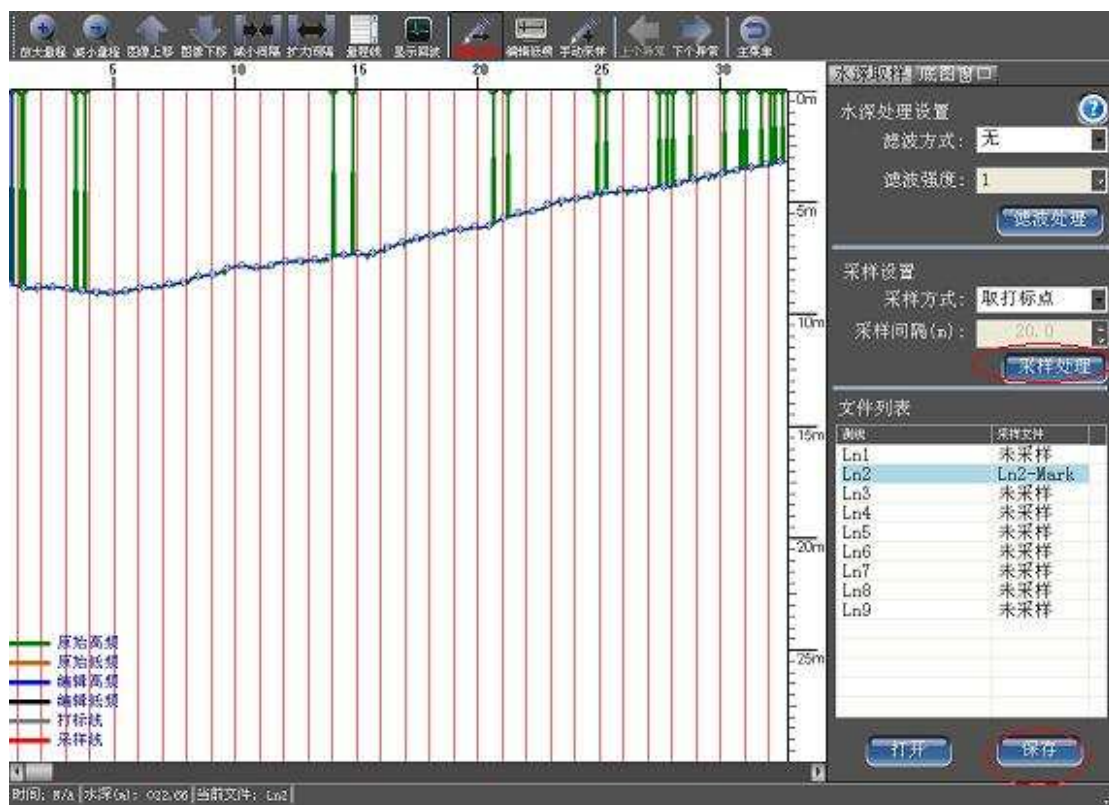 放大量程 减小量程 图像上移 图像下移 减小间隔 扩大间隔 显示回波 编辑低频 手动采样 上个异常 下个异常 主菜单
5 10 15 20 25 30
0m
5m
10m
15m
20m
25m
原始高频
原始低频
编辑高频
编辑低频
打标线
采样线
水深取样 底图窗口
水深处理设置
滤波方式: 无
滤波强度: 1
滤波处理
采样设置
采样方式: 取打标点
采样间隔(m): 20.0
采样处理
文件列表
测线 采样文件
Ln1 未采样
Ln2 Ln2-Mark
Ln3 未采样
Ln4 未采样
Ln5 未采样
Ln6 未采样
Ln7 未采样
Ln8 未采样
Ln9 未采样
打开 保存
时间: N/A 水深(m): 022.66 当前文件: Ln2